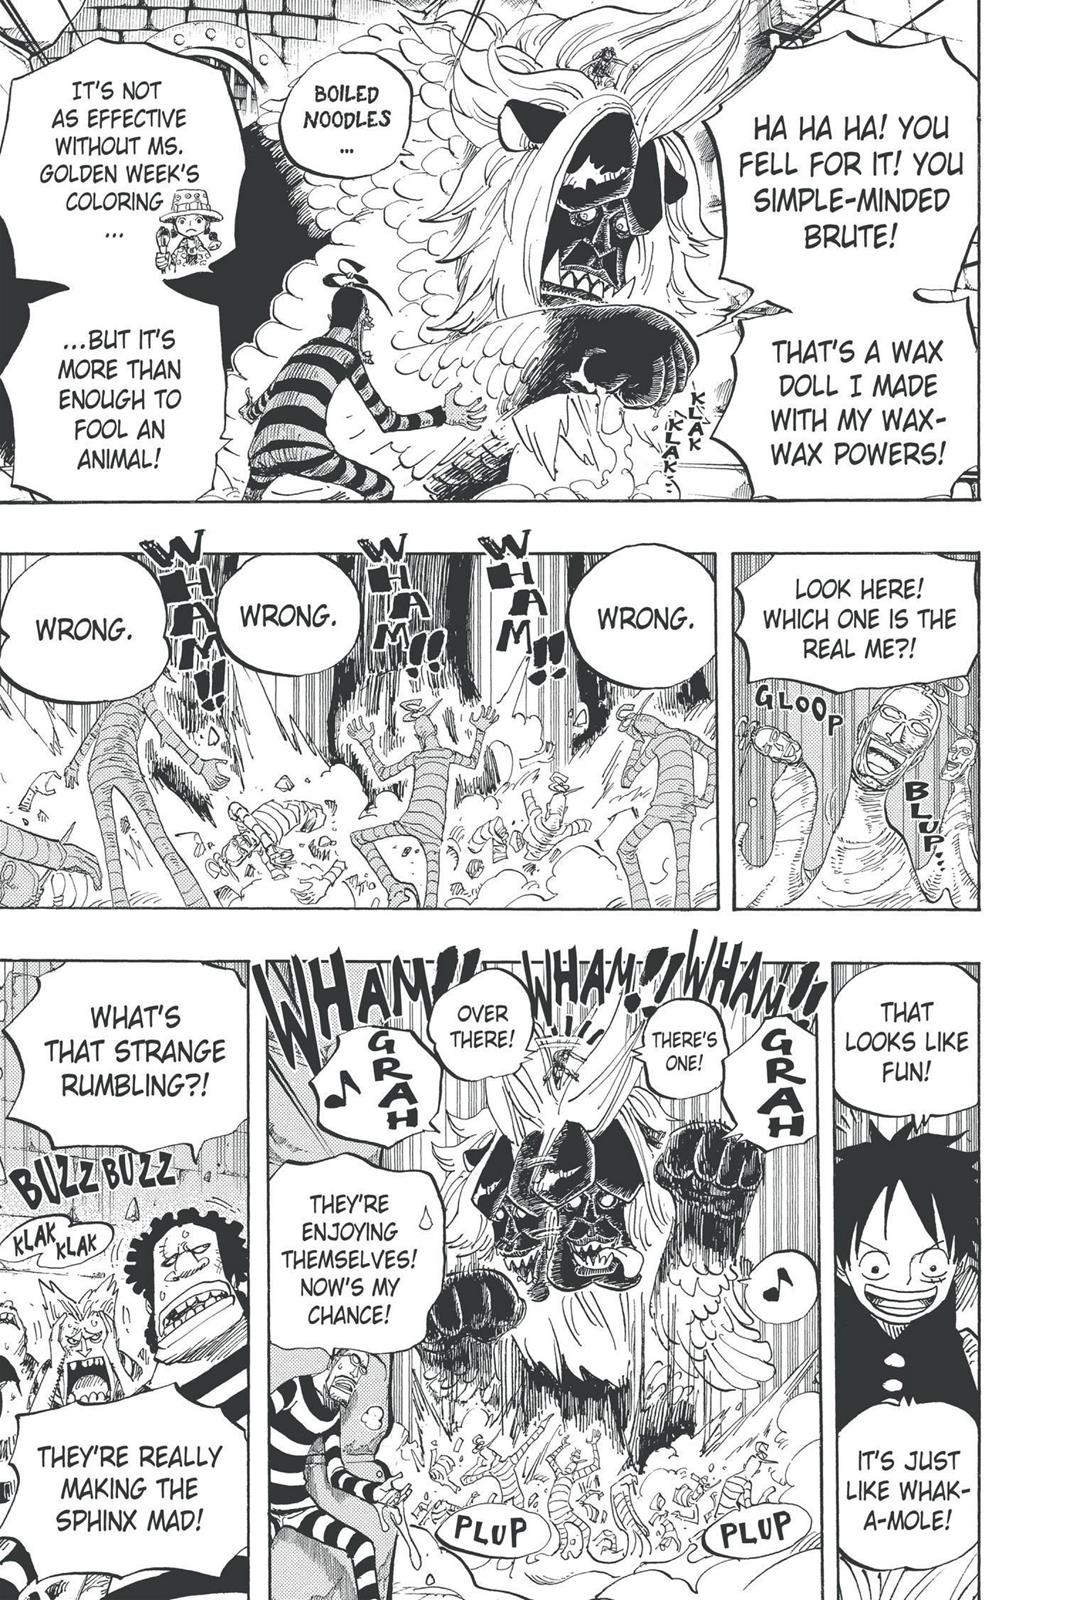 HA HA HA! YOU
FELL FOR IT! YOU
SIMPLE-MINDED
BRUTE!
THAT'S A WAX
DOLL I MADE
WITH MY WAX-
WAX POWERS!
KLAK
KLAK...
BOILED
NOODLES
...
IT'S NOT
AS EFFECTIVE
WITHOUT MS.
GOLDEN WEEK'S
COLORING
...
...BUT IT'S
MORE THAN
ENOUGH TO
FOOL AN
ANIMAL!
LOOK HERE!
WHICH ONE IS THE
REAL ME?!
GLOOP
BLUP...
WRONG.
WHAM!!
WRONG.
WHAM!!
WRONG.
WHAM!!
THAT
LOOKS LIKE
FUN!
IT'S JUST
LIKE WHAK-
A-MOLE!
WHAM!!
WHAM!!
WHAM!!
THERE'S
ONE!
GRAH
OVER
THERE!
GRAH
THEY'RE
ENJOYING
THEMSELVES!
NOW'S MY
CHANCE!
PLUP
PLUP
WHAT'S
THAT STRANGE
RUMBLING?!
BUZZ BUZZ
KLAK KLAK
THEY'RE REALLY
MAKING THE
SPHINX MAD!